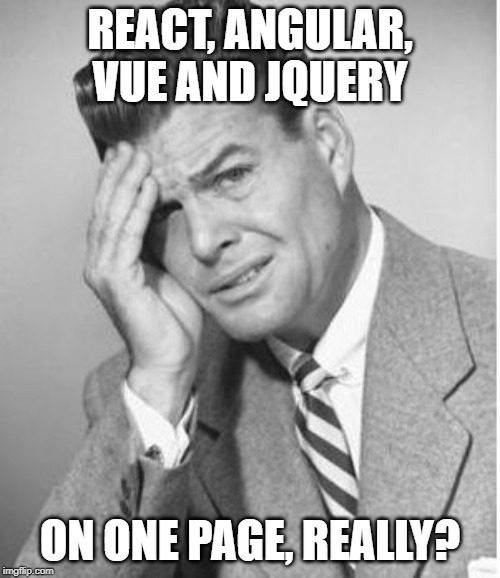 REACT, ANGULAR,
VUE AND JQUERY
ON ONE PAGE, REALLY?
imgflip.com